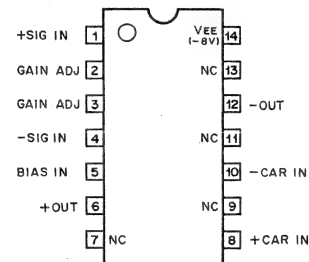 +SIG IN 1
GAIN ADJ 2
GAIN ADJ 3
-SIG IN 4
BIAS IN 5
+OUT 6
7 NC
VEE 14
(-8V)
NC 13
12 -OUT
NC 11
10 -CAR IN
NC 9
8 +CAR IN